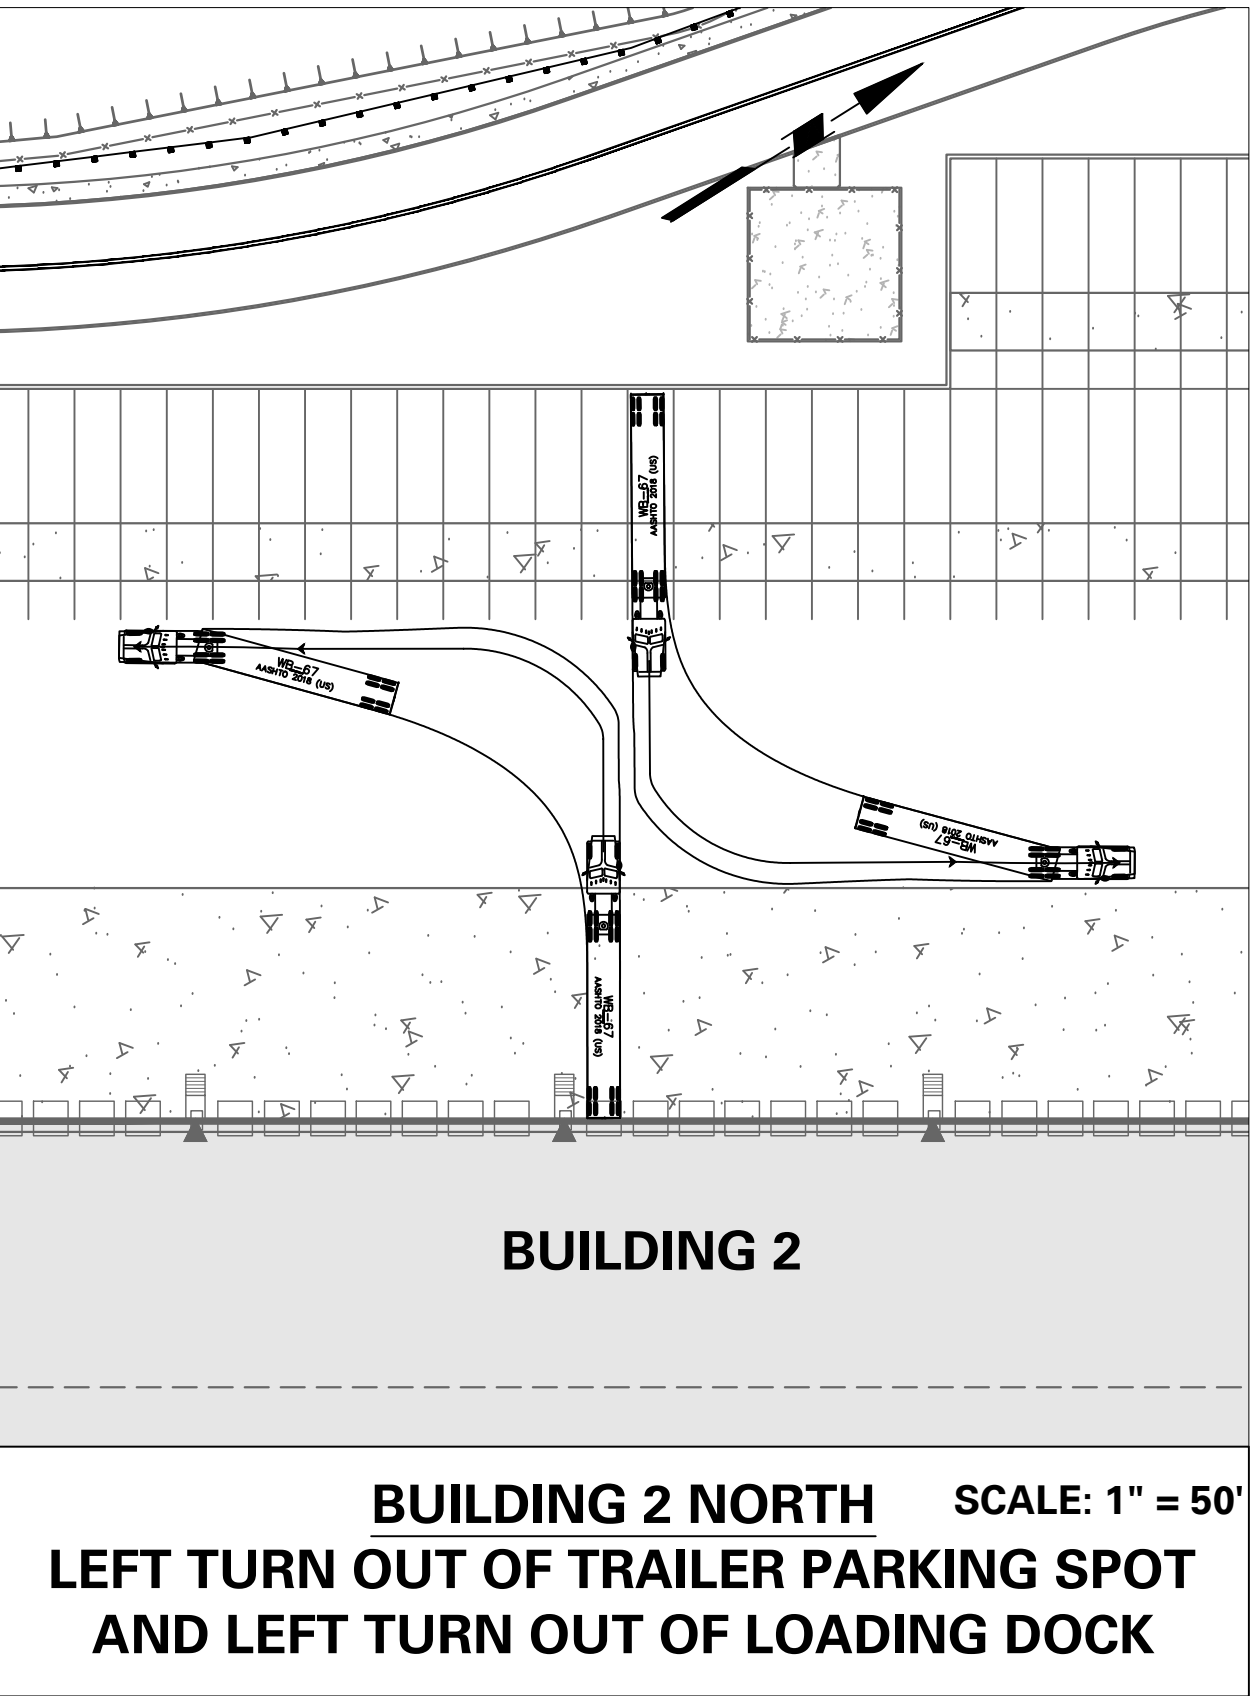 WB-67
AASHTO 2018 (US)
WB-67
AASHTO 2018 (US)
WB-67
AASHTO 2018 (US)
WB-67
AASHTO 2018 (US)
BUILDING 2
BUILDING 2 NORTH
SCALE: 1" = 50'
LEFT TURN OUT OF TRAILER PARKING SPOT
AND LEFT TURN OUT OF LOADING DOCK